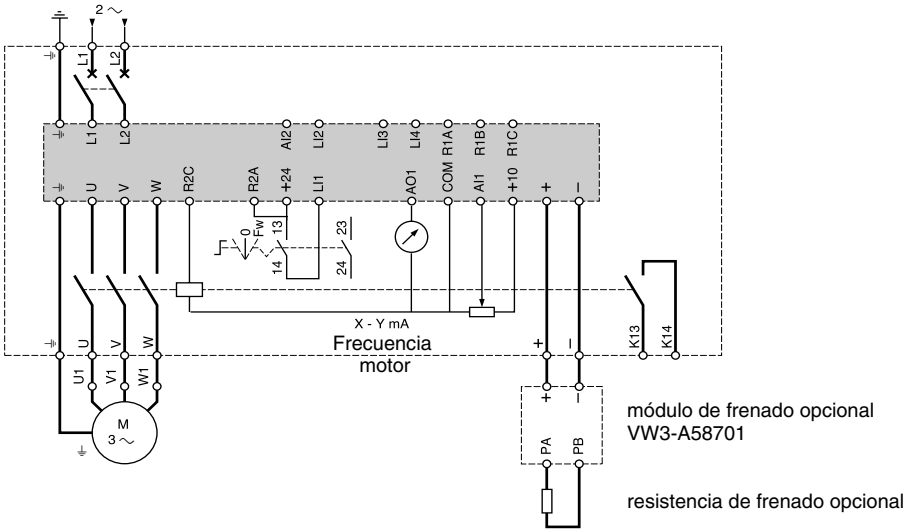 2 ~
L1 L2
L1 L2 AI2 LI2 LI3 LI4 R1A R1B R1C
U V W R2C R2A +24 LI1 AO1 COM AI1 +10 + −
0 Fw 13 23
14 24
X - Y mA
Frecuencia
motor
K13 K14
U V W + −
U1 V1 W1
+ −
M
3 ~
módulo de frenado opcional
VW3-A58701
PA PB
resistencia de frenado opcional